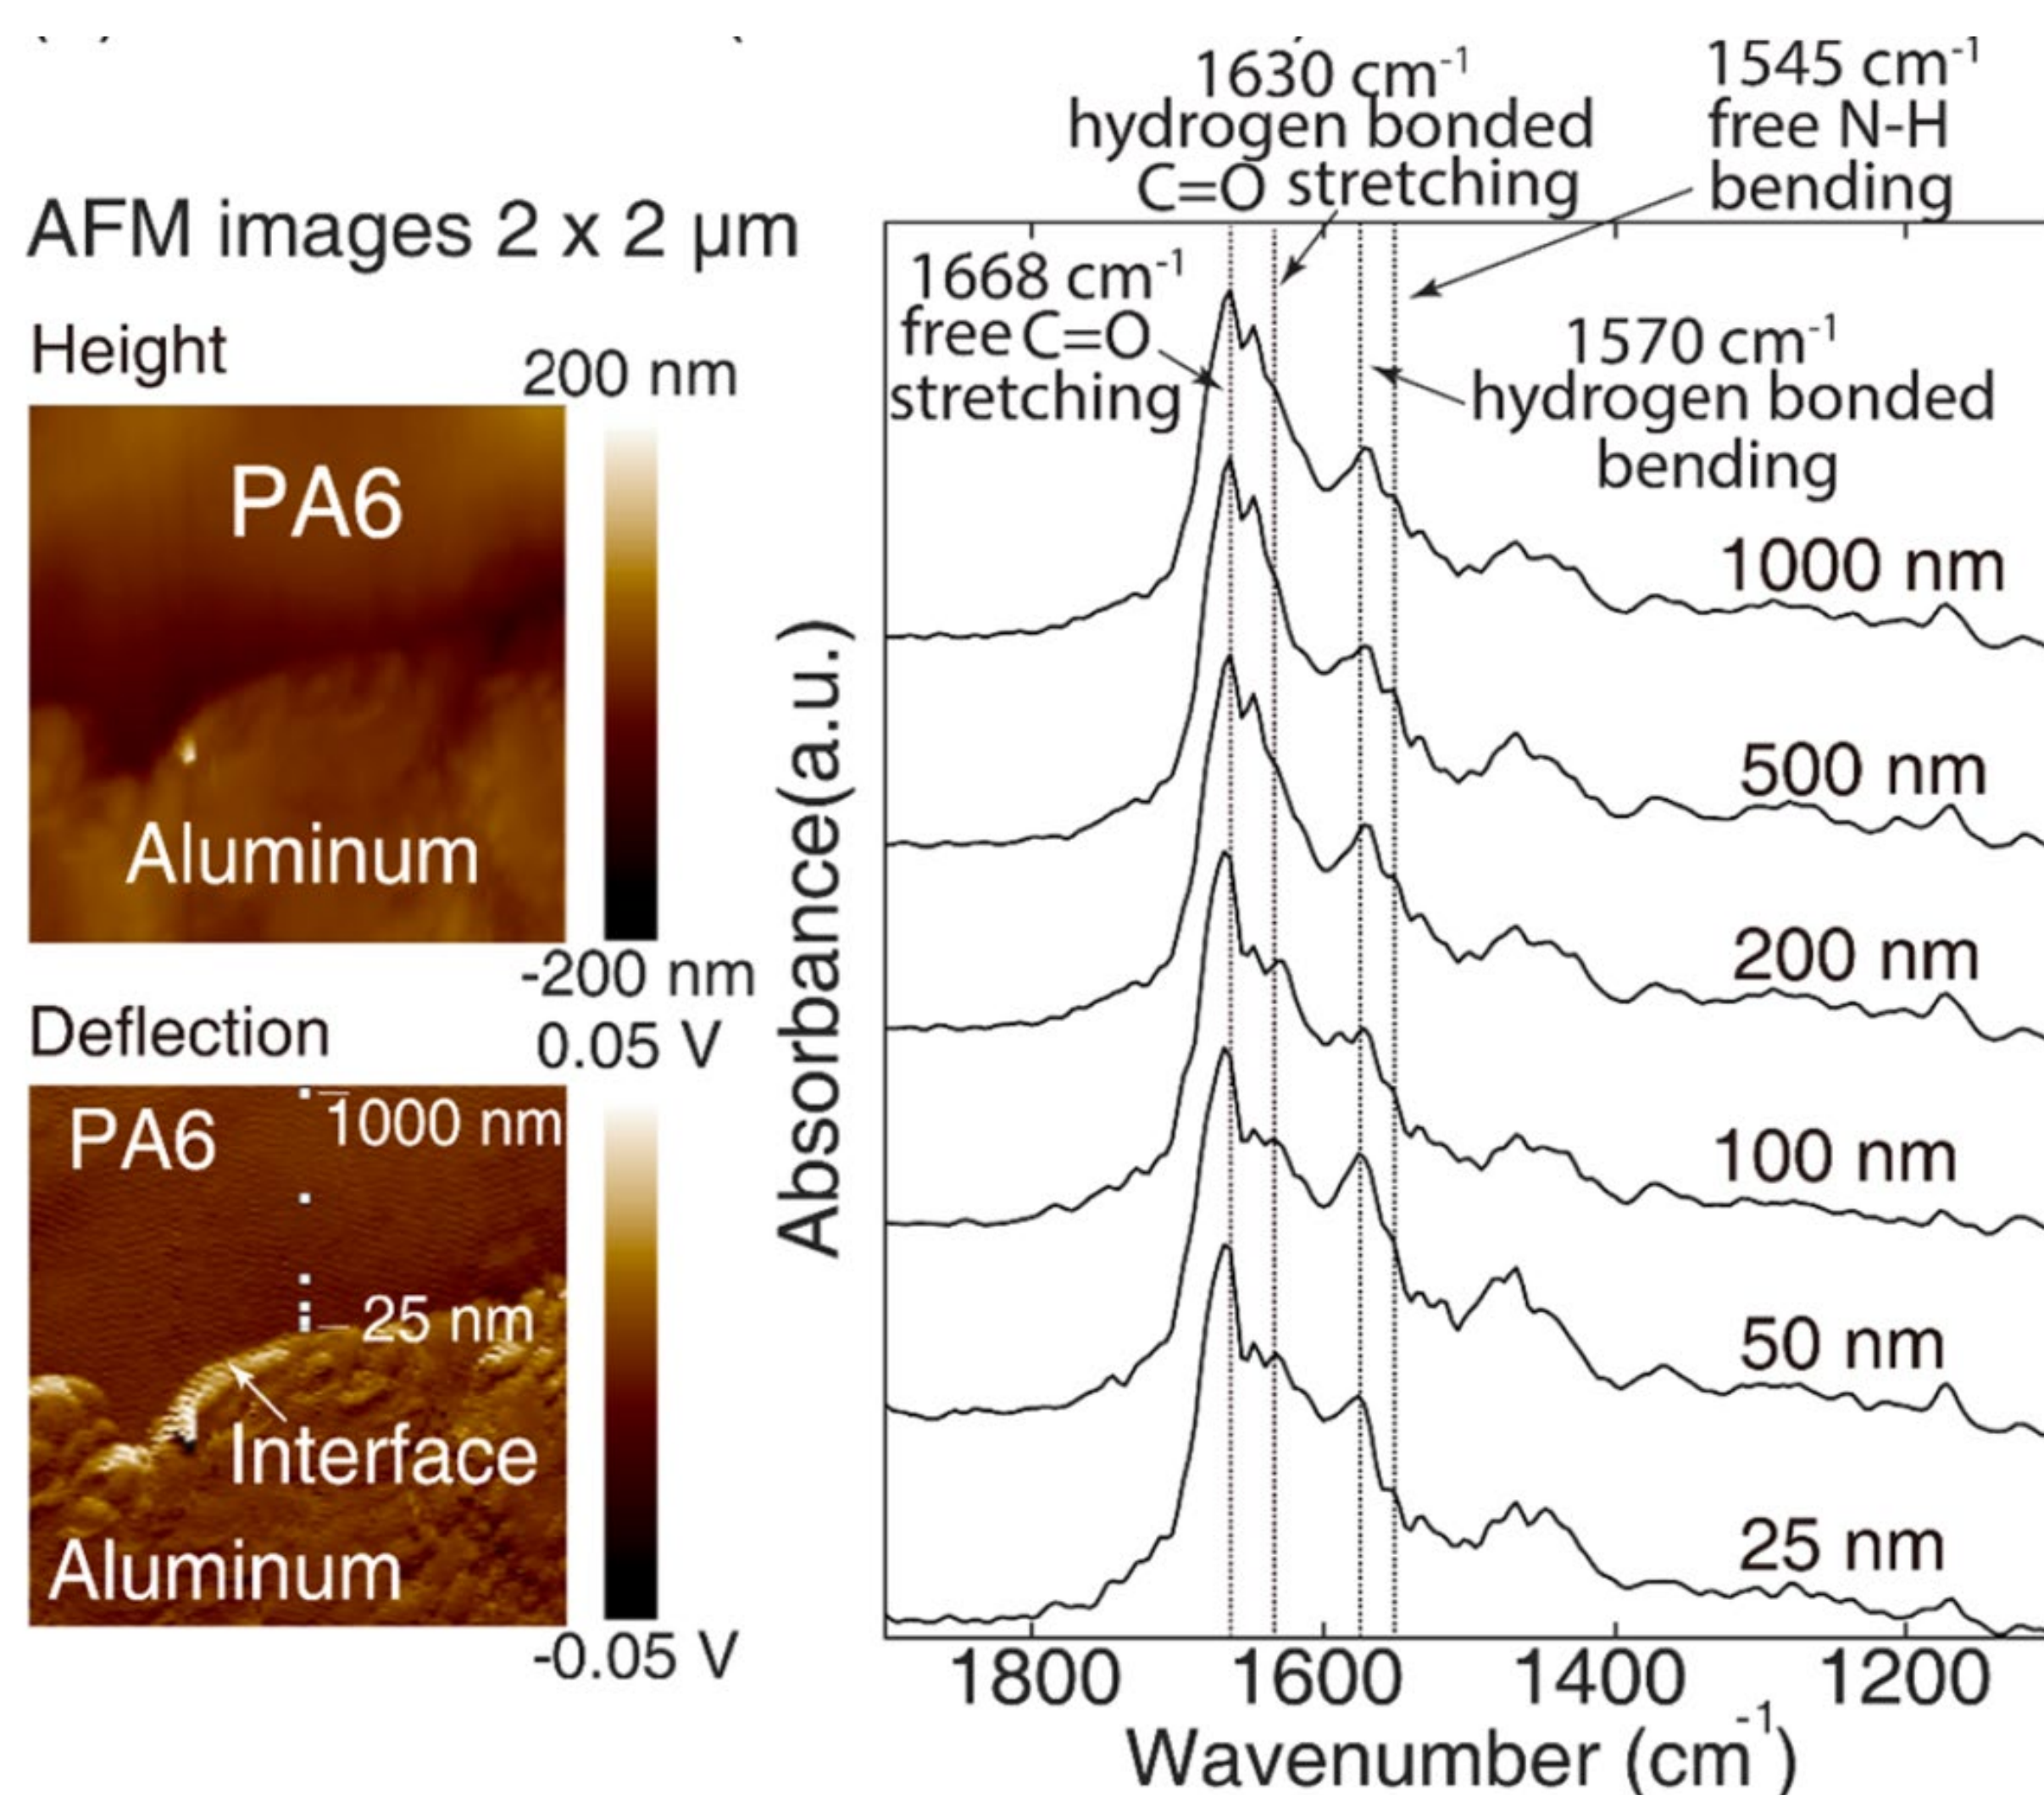 AFM images 2 x 2 μm
Height
200 nm
PA6
Aluminum
-200 nm
Deflection
0.05 V
PA6
1000 nm
25 nm
Interface
Aluminum
-0.05 V
1630 cm⁻¹
hydrogen bonded
C=O stretching
1545 cm⁻¹
free N-H
bending
1668 cm⁻¹
free C=O
stretching
1570 cm⁻¹
hydrogen bonded
bending
1000 nm
500 nm
200 nm
100 nm
50 nm
25 nm
Absorbance(a.u.)
1800 1600 1400 1200
Wavenumber (cm⁻¹)